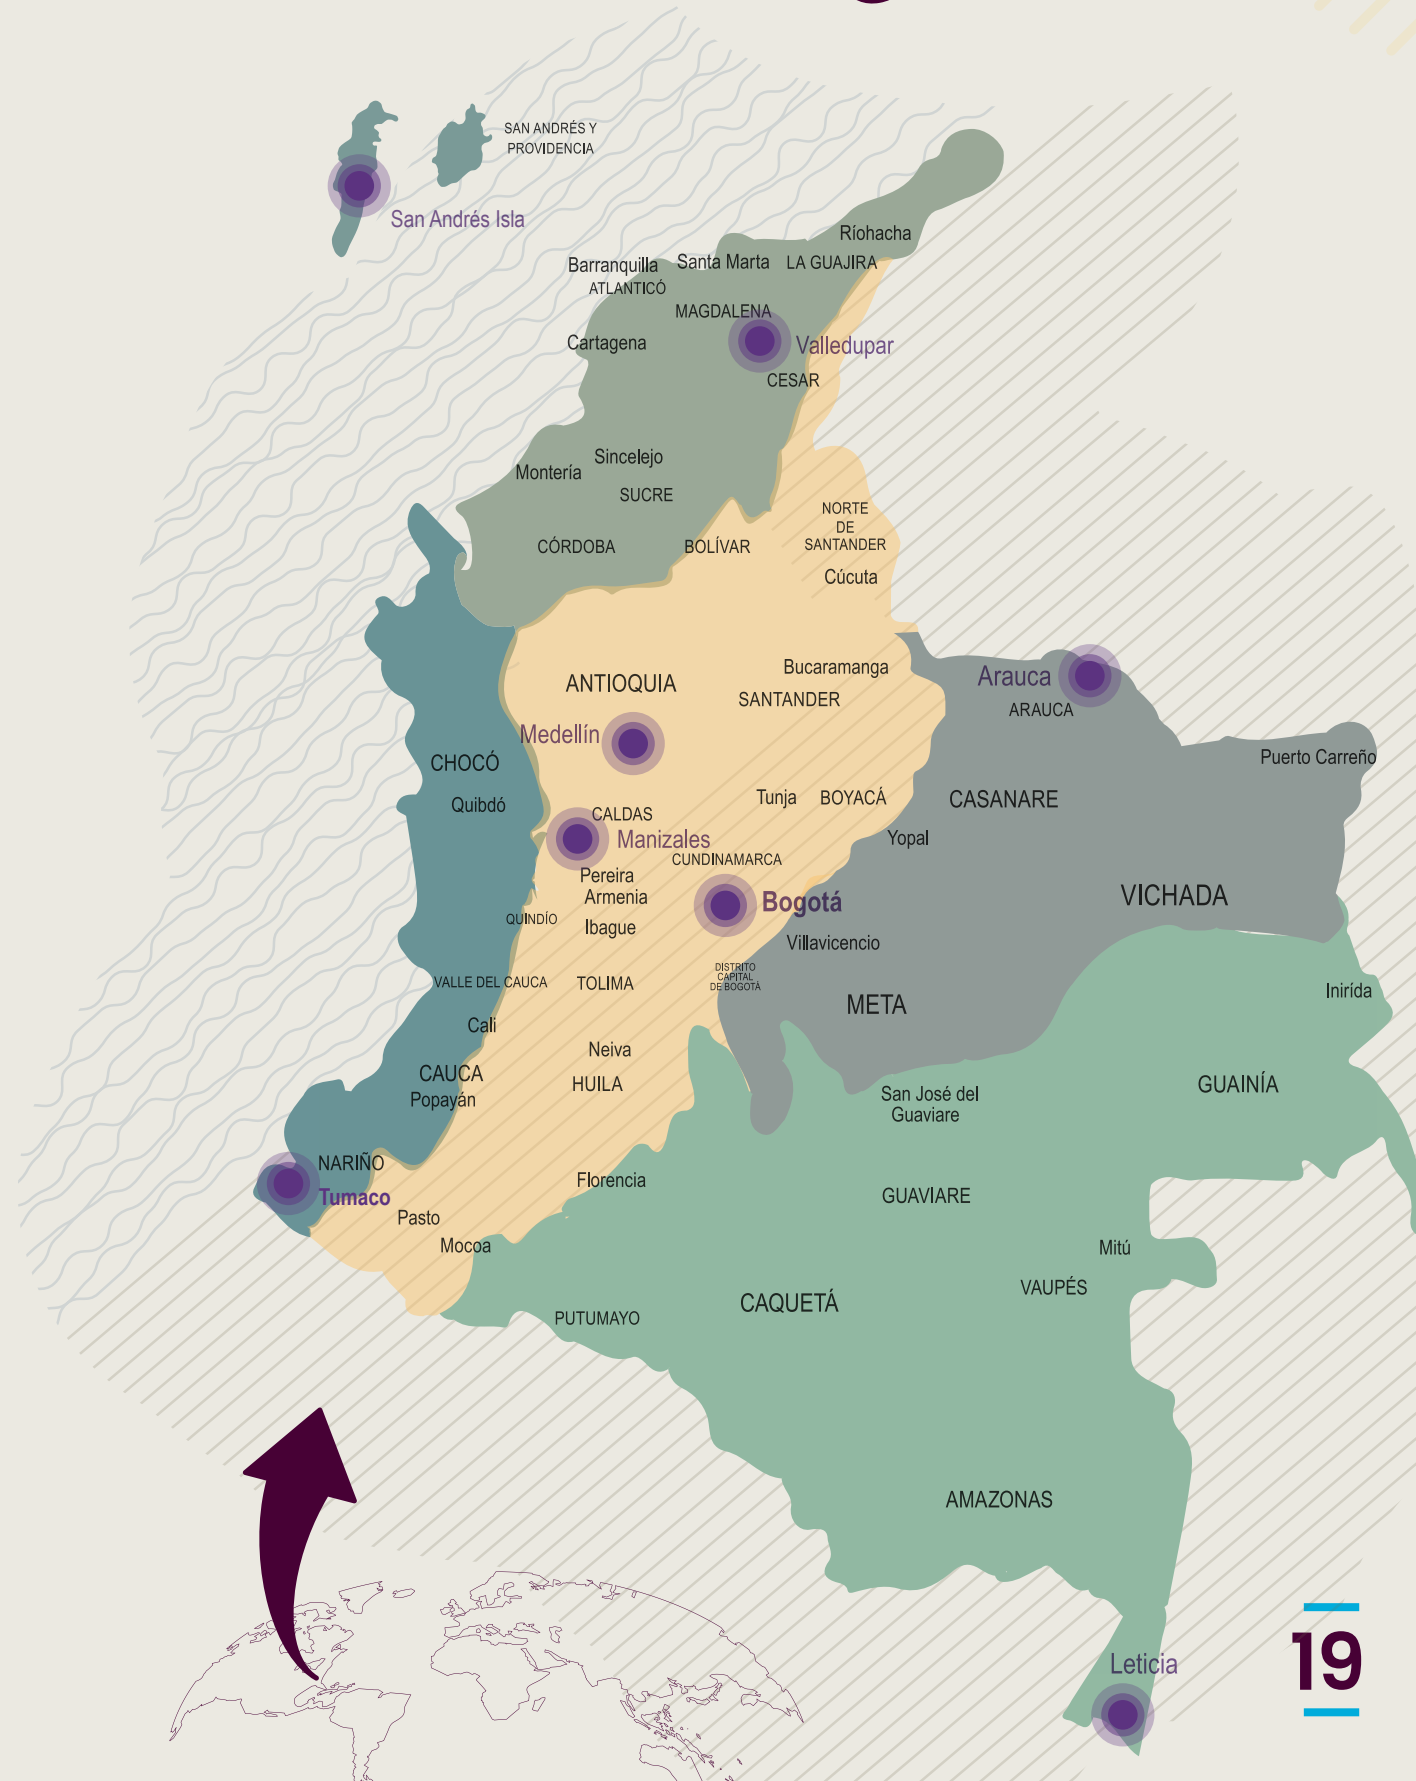 SAN ANDRÉS Y
PROVIDENCIA
San Andrés Isla
Ríohacha
Barranquilla
Santa Marta
LA GUAJIRA
ATLANTICÓ
MAGDALENA
Cartagena
Valledupar
CESAR
Sincelejo
Montería
SUCRE
NORTE
DE
SANTANDER
CÓRDOBA
BOLÍVAR
Cúcuta
Bucaramanga
ANTIOQUIA
SANTANDER
Arauca
ARAUCA
Medellín
CHOCÓ
Puerto Carreño
Quibdó
Tunja
BOYACÁ
CASANARE
CALDAS
Manizales
Yopal
CUNDINAMARCA
Pereira
Armenia
Bogotá
VICHADA
QUINDÍO
Ibague
Villavicencio
DISTRITO
CAPITAL
DE BOGOTÁ
VALLE DEL CAUCA
TOLIMA
META
Inirída
Cali
Neiva
CAUCA
HUILA
Popayán
San José del
Guaviare
GUAINÍA
NARIÑO
Tumaco
Florencia
GUAVIARE
Pasto
Mocoa
Mitú
VAUPÉS
CAQUETÁ
PUTUMAYO
AMAZONAS
Leticia
19